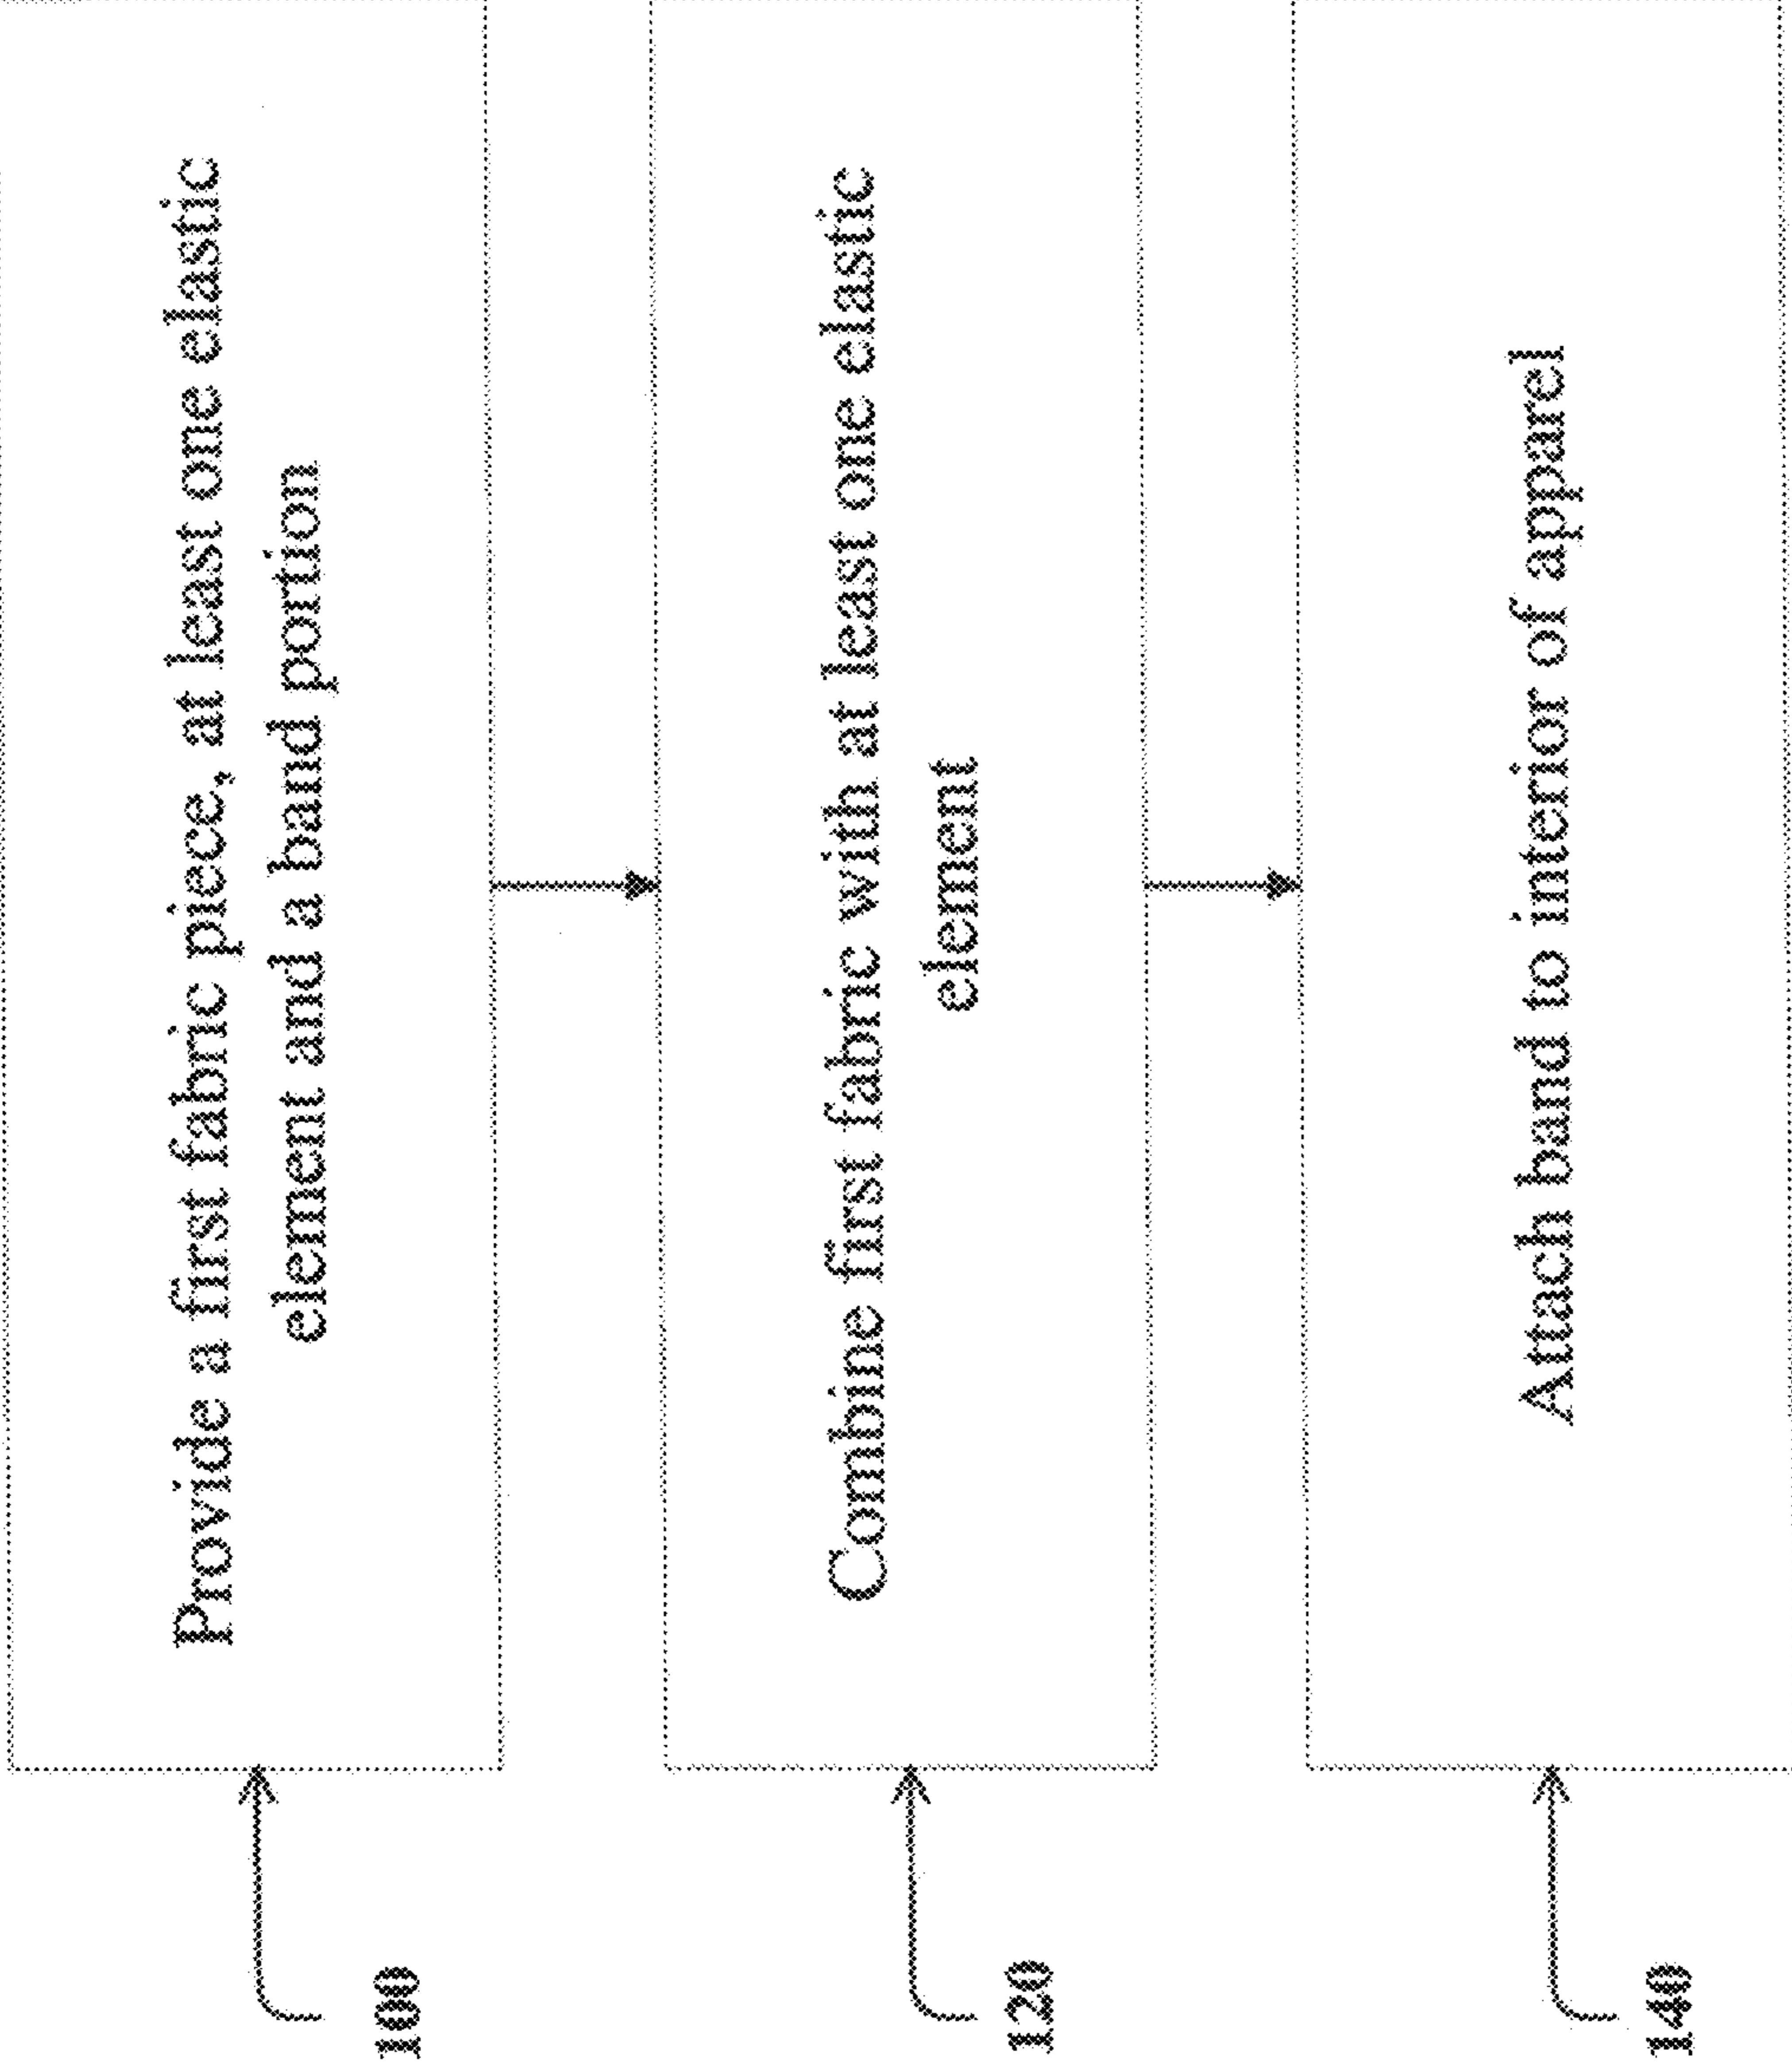 100
Provide a first fabric piece, at least one elastic
element and a band portion
120
Combine first fabric with at least one elastic
element
140
Attach band to interior of apparel